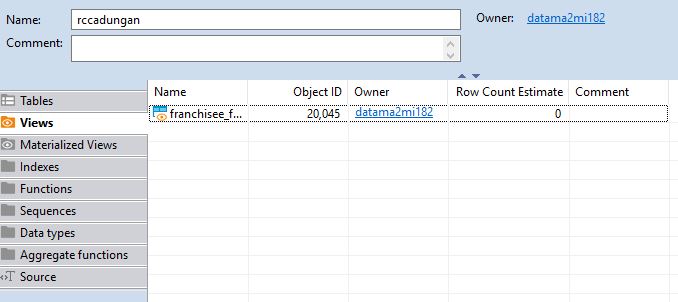 Name: rccadungan Owner: datama2mi182
Comment:
Name Object ID Owner Row Count Estimate Comment
franchisee_f... 20,045 datama2mi182 0
Tables
Views
Materialized Views
Indexes
Functions
Sequences
Data types
Aggregate functions
Source